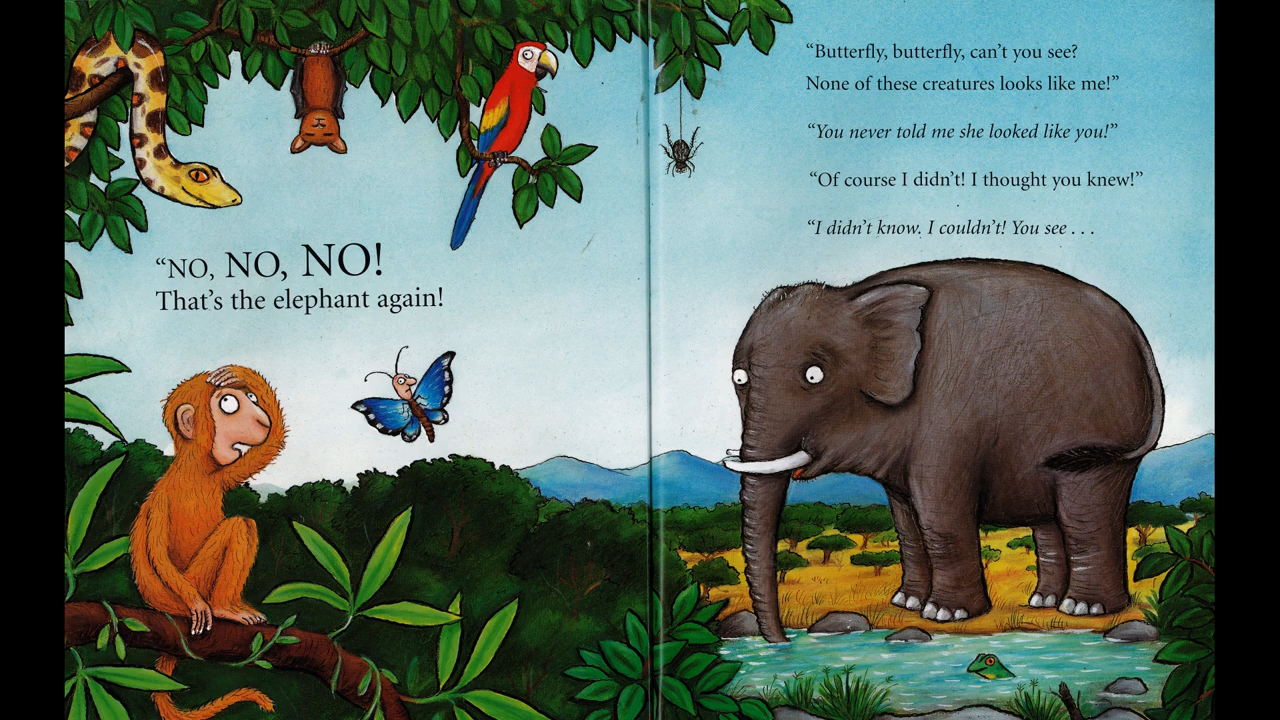 “NO, NO, NO!
That’s the elephant again!
“Butterfly, butterfly, can’t you see?
None of these creatures looks like me!”
“You never told me she looked like you!”
“Of course I didn’t! I thought you knew!”
“I didn’t know. I couldn’t! You see . . .